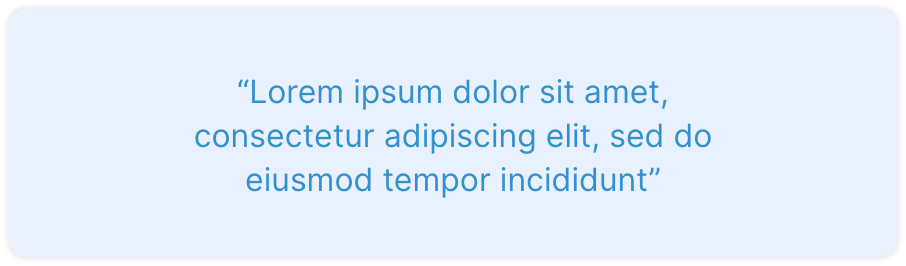 “Lorem ipsum dolor sit amet,
consectetur adipiscing elit, sed do
eiusmod tempor incididunt”